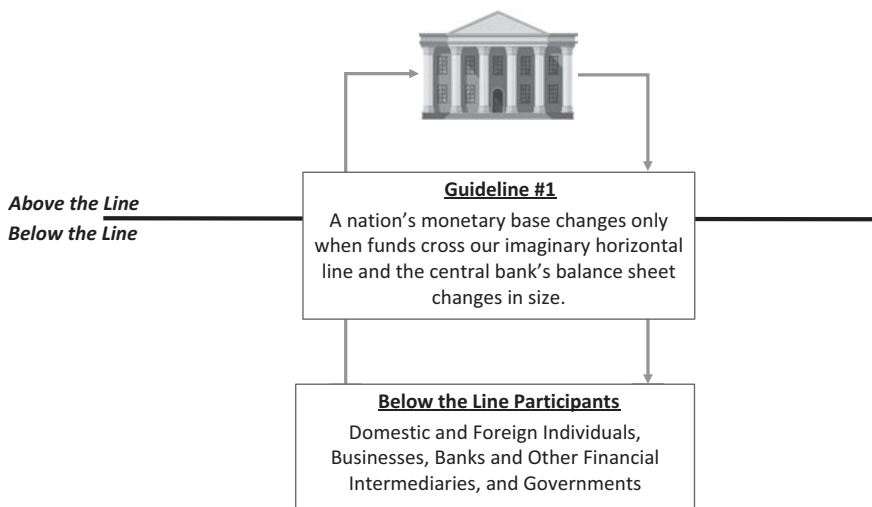 Guideline #1
Above the Line
A nation’s monetary base changes only
Below the Line
when funds cross our imaginary horizontal
line and the central bank’s balance sheet
changes in size.
Below the Line Participants
Domestic and Foreign Individuals,
Businesses, Banks and Other Financial
Intermediaries, and Governments